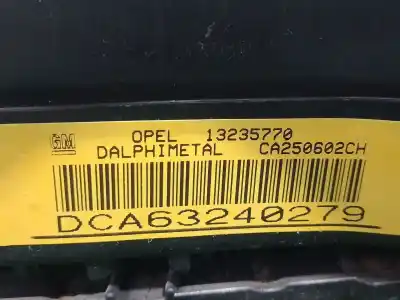 GM OPEL 13235770
DALPHIMETAL CA250602CH
DCA63240279